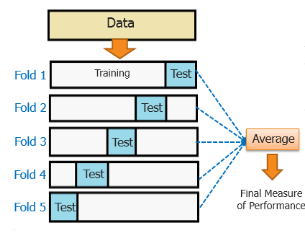 Data
Fold 1
Training
Test
Fold 2
Test
Fold 3
Test
Average
Fold 4
Test
Fold 5
Test
Final Measure
of Performance